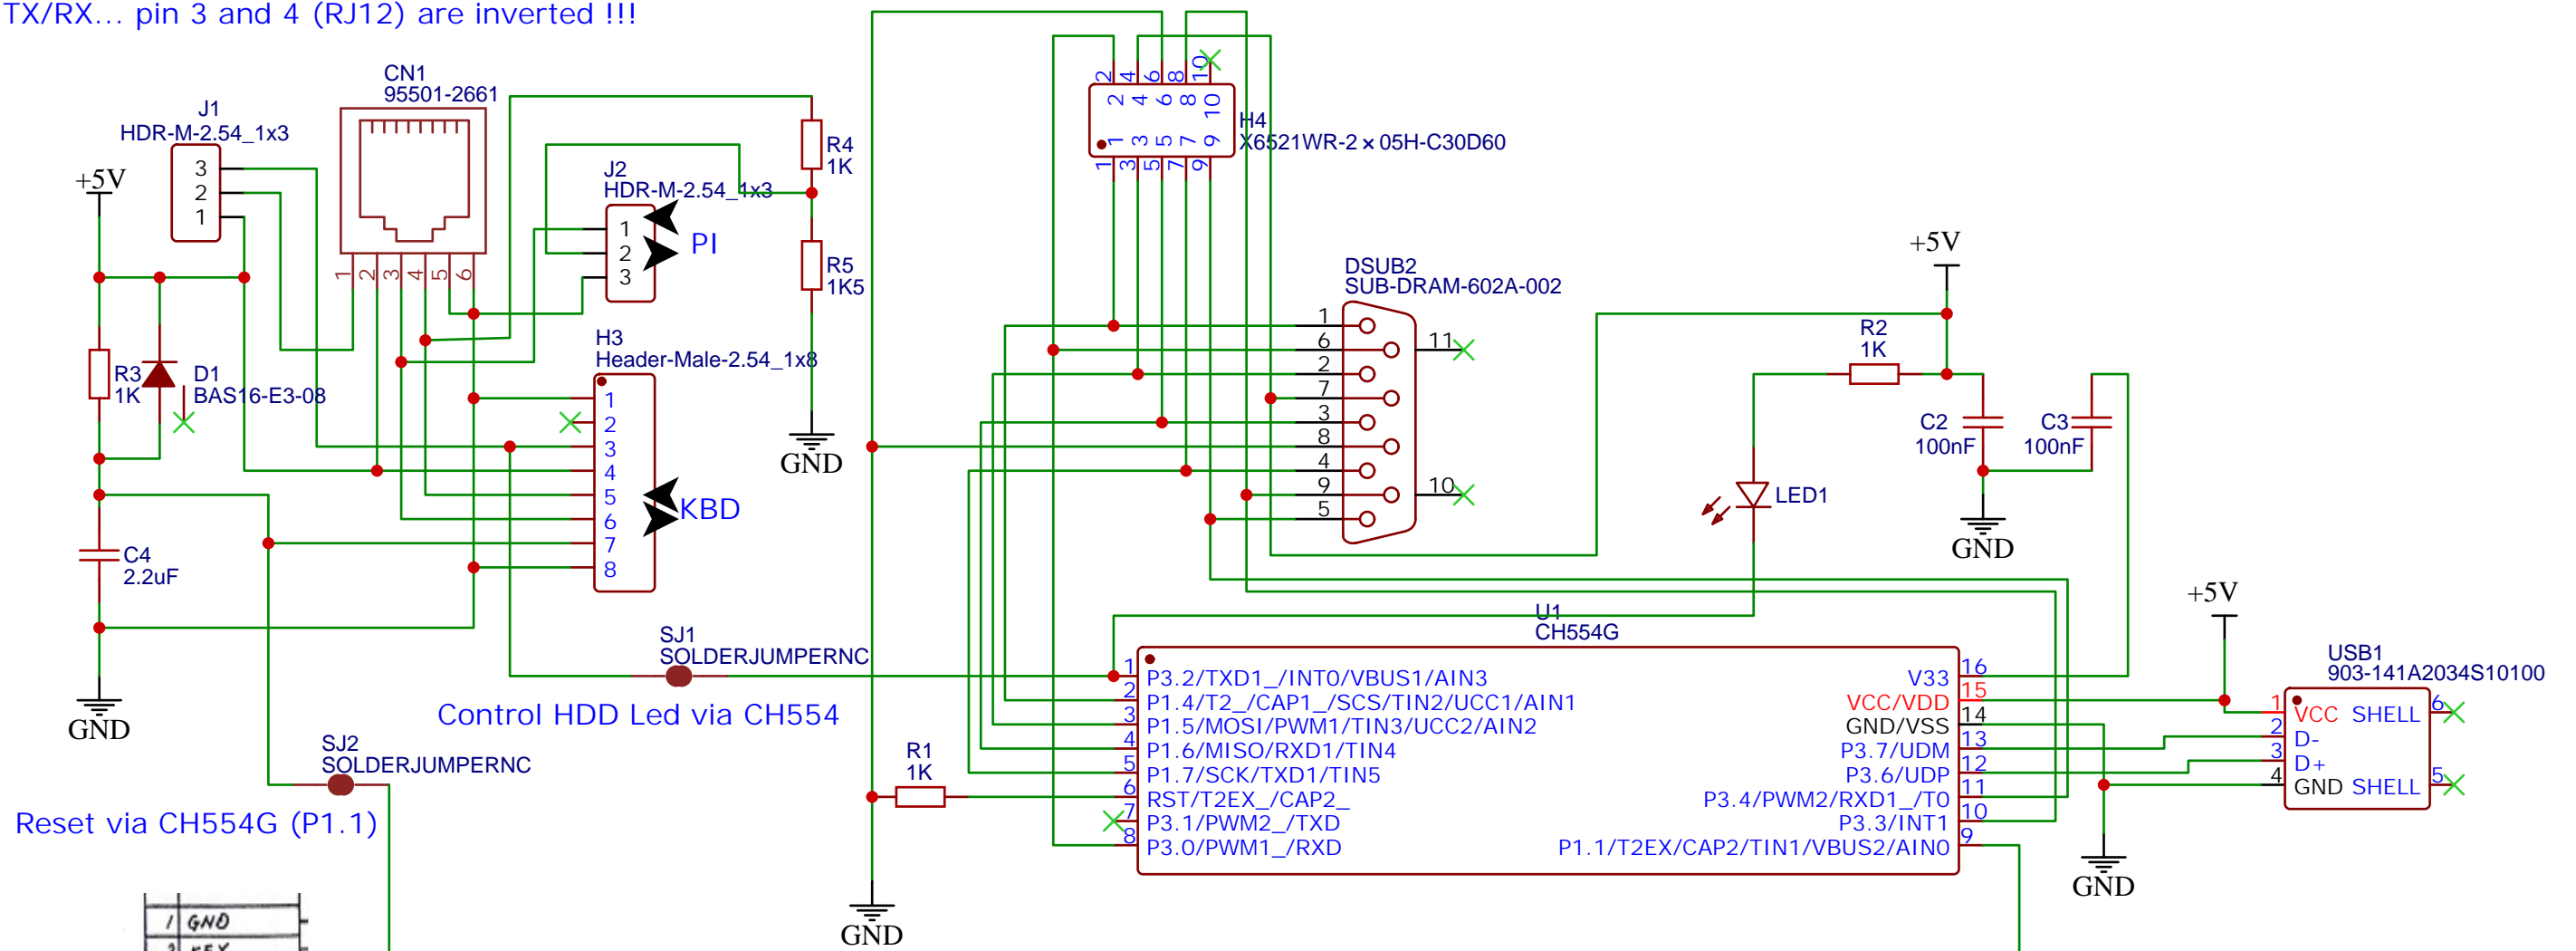 TX/RX... pin 3 and 4 (RJ12) are inverted !!!
CN1
95501-2661
J1
HDR-M-2.54_1x3
3
2
1
+5V
1
2
3
4
5
6
J2
HDR-M-2.54_1x3
1
2
3
PI
R4
1K
R5
1K5
GND
H3
Header-Male-2.54_1x8
1
2
3
4
5
6
7
8
KBD
R3
1K
D1
BAS16-E3-08
C4
2.2uF
GND
SJ1
SOLDERJUMPERNC
Control HDD Led via CH554
SJ2
SOLDERJUMPERNC
Reset via CH554G (P1.1)
1 GND
2 4 6 8 10
2 4 6 8 10
1 3 5 7 9
1 3 5 7 9
H4
X6521WR-2×05H-C30D60
DSUB2
SUB-DRAM-602A-002
1
6
2
7
3
8
4
9
5
11
10
+5V
R2
1K
LED1
C2
100nF
C3
100nF
GND
U1
CH554G
1 P3.2/TXD1_/INT0/VBUS1/AIN3
2 P1.4/T2_/CAP1_/SCS/TIN2/UCC1/AIN1
3 P1.5/MOSI/PWM1/TIN3/UCC2/AIN2
4 P1.6/MISO/RXD1/TIN4
5 P1.7/SCK/TXD1/TIN5
6 RST/T2EX_/CAP2_
7 P3.1/PWM2_/TXD
8 P3.0/PWM1_/RXD
V33 16
VCC/VDD 15
GND/VSS 14
P3.7/UDM 13
P3.6/UDP 12
P3.4/PWM2/RXD1_/T0 11
P3.3/INT1 10
P1.1/T2EX/CAP2/TIN1/VBUS2/AIN0 9
R1
1K
GND
+5V
USB1
903-141A2034S10100
1 VCC SHELL 6
2 D-
3 D+
4 GND SHELL 5
GND